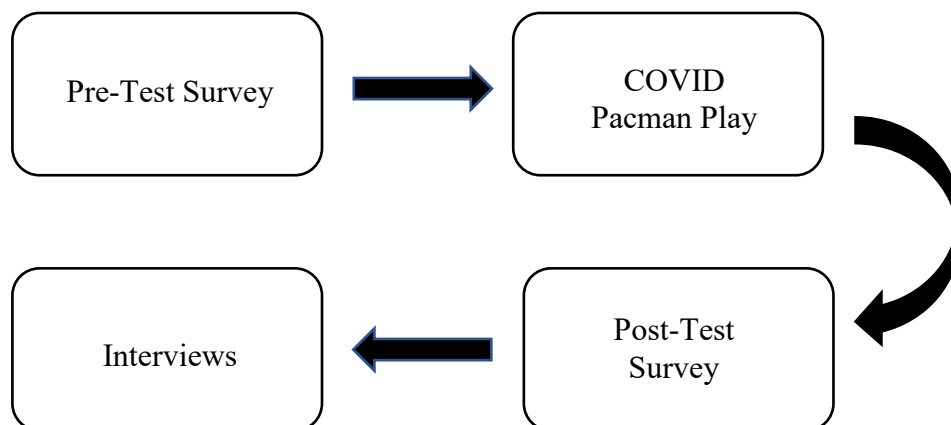 Pre-Test Survey
COVID
Pacman Play
Post-Test
Survey
Interviews